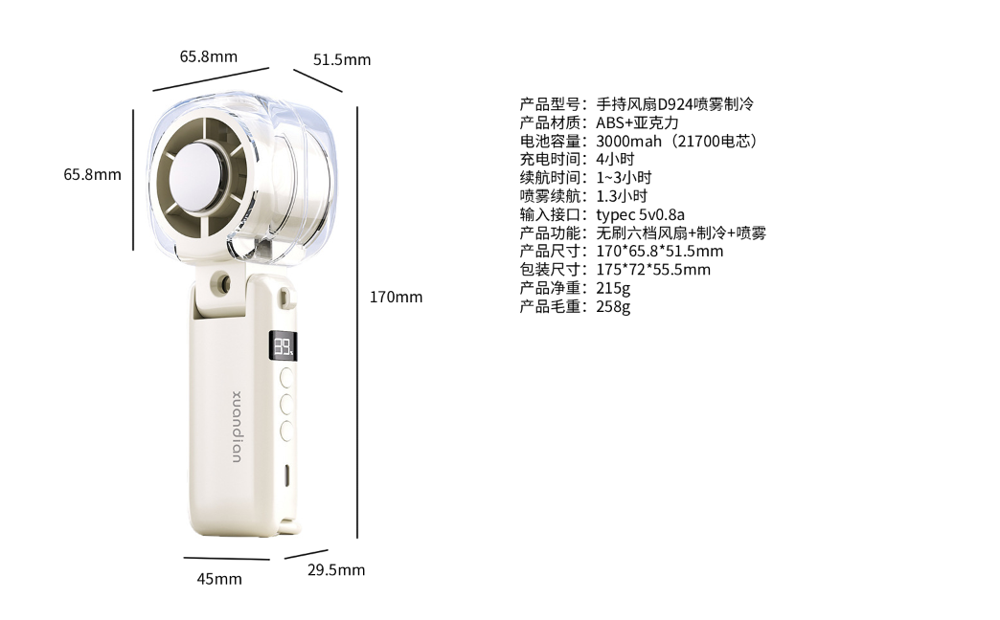 65.8mm
51.5mm
65.8mm
170mm
99%
xuandian
45mm
29.5mm
产品型号：手持风扇D924喷雾制冷
产品材质：ABS+亚克力
电池容量：3000mah（21700电芯）
充电时间：4小时
续航时间：1~3小时
喷雾续航：1.3小时
输入接口：typec 5v0.8a
产品功能：无刷六档风扇+制冷+喷雾
产品尺寸：170*65.8*51.5mm
包装尺寸：175*72*55.5mm
产品净重：215g
产品毛重：258g